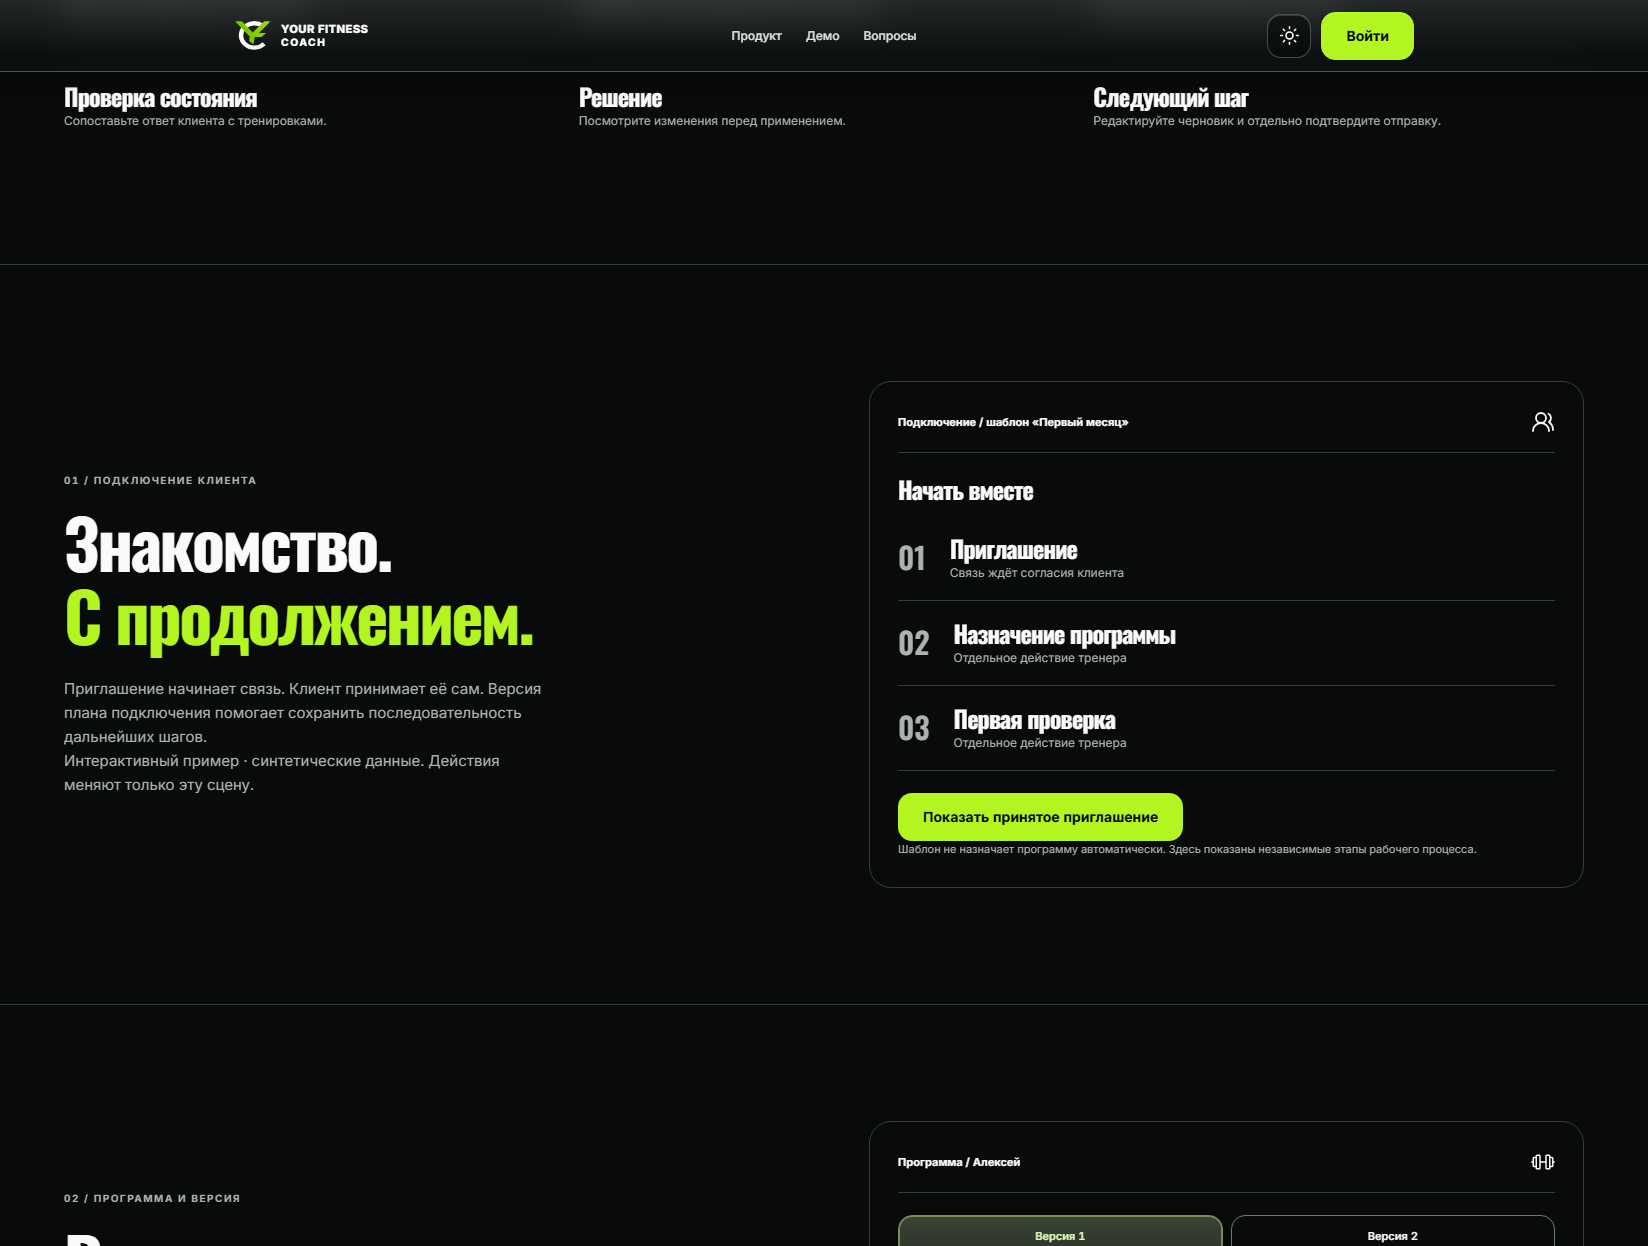 YOUR FITNESS
COACH
Продукт
Демо
Вопросы
Войти
Проверка состояния
Сопоставьте ответ клиента с тренировками.
Решение
Посмотрите изменения перед применением.
Следующий шаг
Редактируйте черновик и отдельно подтвердите отправку.
01 / ПОДКЛЮЧЕНИЕ КЛИЕНТА
Знакомство.
С продолжением.
Приглашение начинает связь. Клиент принимает её сам. Версия
плана подключения помогает сохранить последовательность
дальнейших шагов.
Интерактивный пример · синтетические данные. Действия
меняют только эту сцену.
Подключение / шаблон «Первый месяц»
Начать вместе
01
Приглашение
Связь ждёт согласия клиента
02
Назначение программы
Отдельное действие тренера
03
Первая проверка
Отдельное действие тренера
Показать принятое приглашение
Шаблон не назначает программу автоматически. Здесь показаны независимые этапы рабочего процесса.
02 / ПРОГРАММА И ВЕРСИЯ
Программа / Алексей
Версия 1
Версия 2